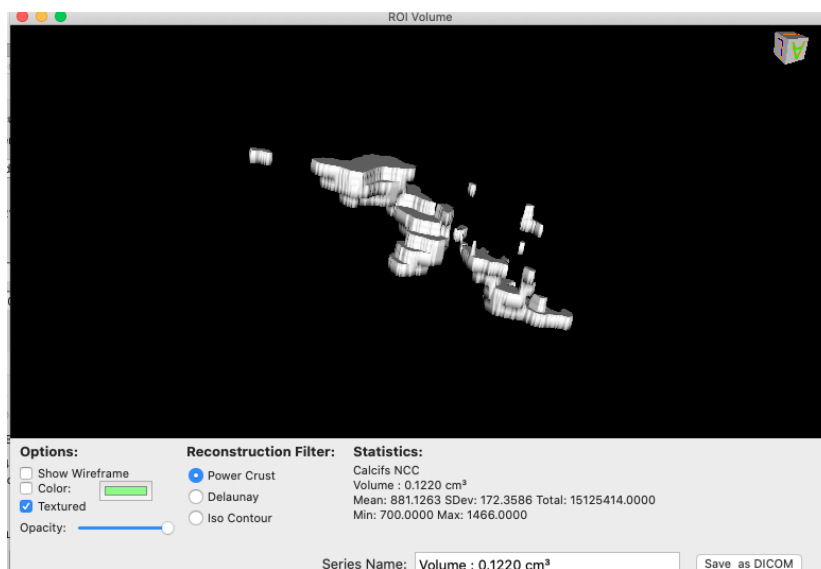 ROI Volume
Options:
Show Wireframe
Color:
Textured
Opacity:
Reconstruction Filter:
Power Crust
Delaunay
Iso Contour
Statistics:
Calcifs NCC
Volume : 0.1220 cm³
Mean: 881.1263 SDev: 172.3586 Total: 15125414.0000
Min: 700.0000 Max: 1466.0000
Series Name: Volume : 0.1220 cm³
Save as DICOM